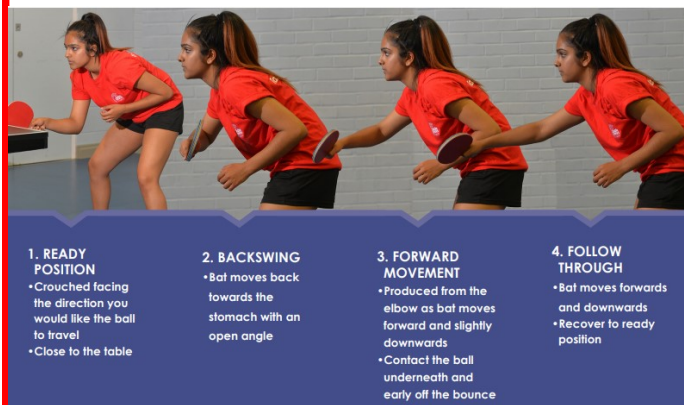 1. READY
POSITION
•Crouched facing
the direction you
would like the ball
to travel
•Close to the table
2. BACKSWING
•Bat moves back
towards the
stomach with an
open angle
3. FORWARD
MOVEMENT
•Produced from the
elbow as bat moves
forward and slightly
downwards
•Contact the ball
underneath and
early off the bounce
4. FOLLOW
THROUGH
•Bat moves forwards
and downwards
•Recover to ready
position